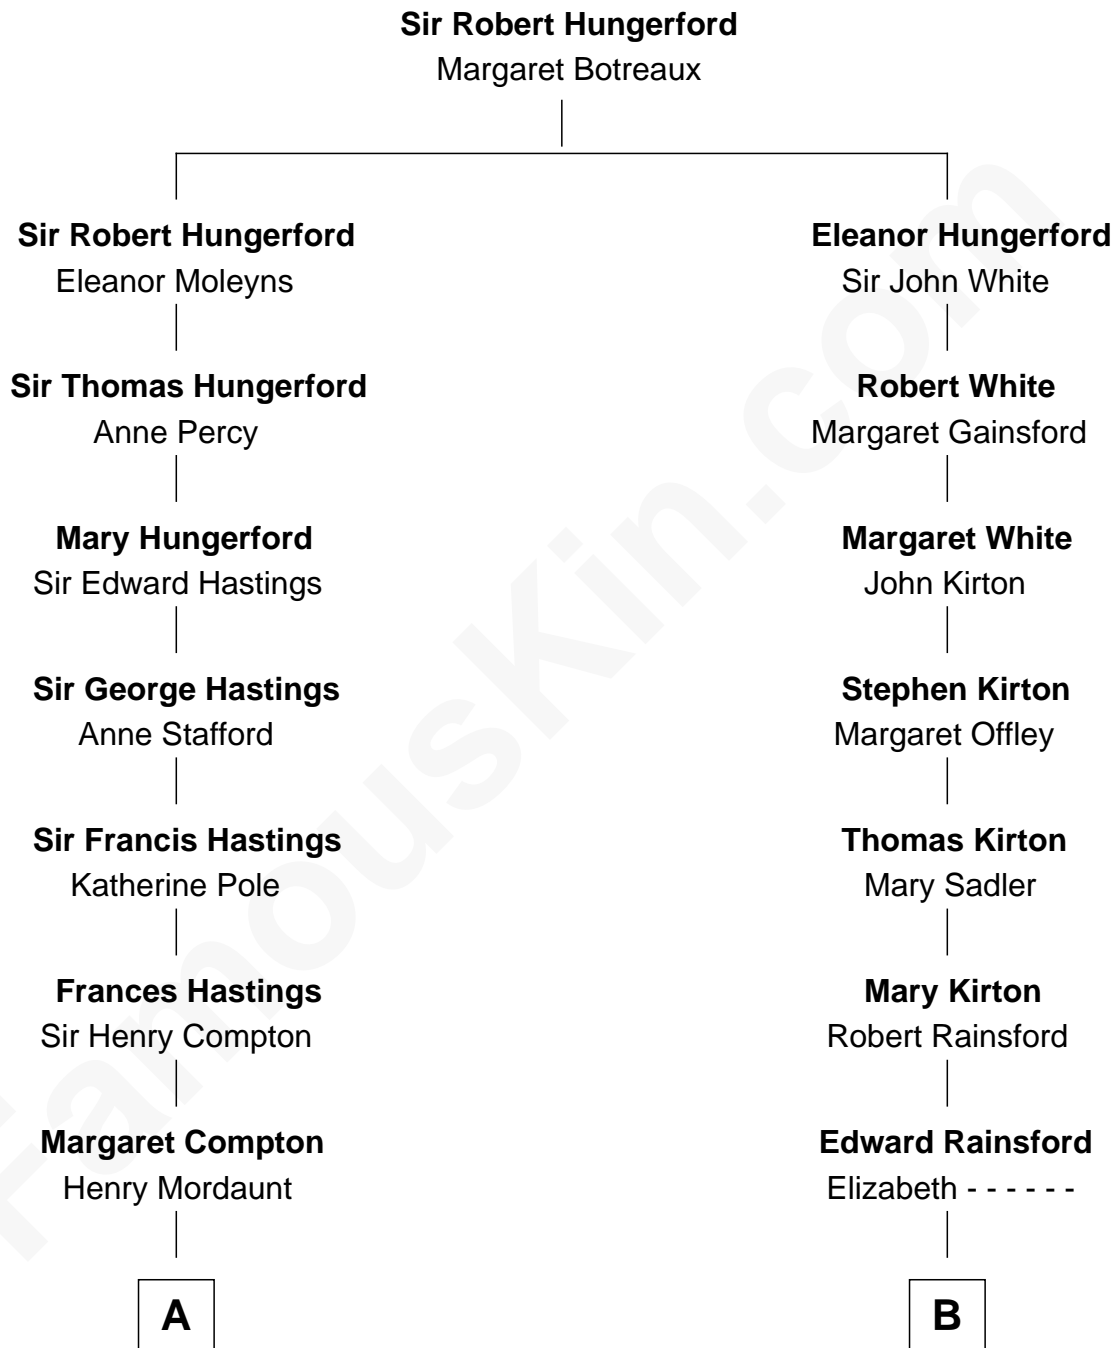 Sir Robert Hungerford
Margaret Botreaux
Sir Robert Hungerford
Eleanor Moleyns
Sir Thomas Hungerford
Anne Percy
Mary Hungerford
Sir Edward Hastings
Sir George Hastings
Anne Stafford
Sir Francis Hastings
Katherine Pole
Frances Hastings
Sir Henry Compton
Margaret Compton
Henry Mordaunt
A
Eleanor Hungerford
Sir John White
Robert White
Margaret Gainsford
Margaret White
John Kirton
Stephen Kirton
Margaret Offley
Thomas Kirton
Mary Sadler
Mary Kirton
Robert Rainsford
Edward Rainsford
Elizabeth - - - - - -
B
FamousKin.com